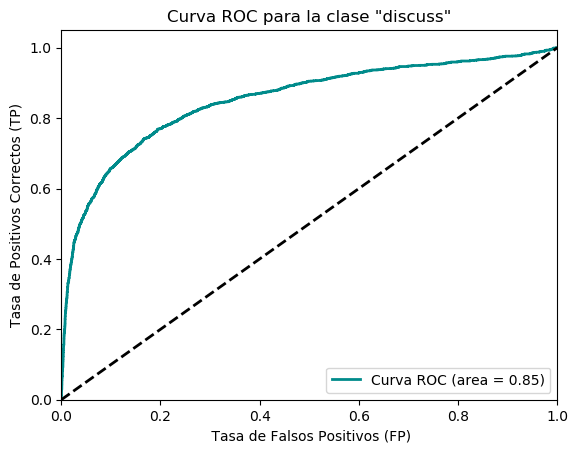 Curva ROC para la clase "discuss"
Tasa de Positivos Correctos (TP)
1.0
0.8
0.6
0.4
0.2
0.0
Curva ROC (area = 0.85)
0.0 0.2 0.4 0.6 0.8 1.0
Tasa de Falsos Positivos (FP)